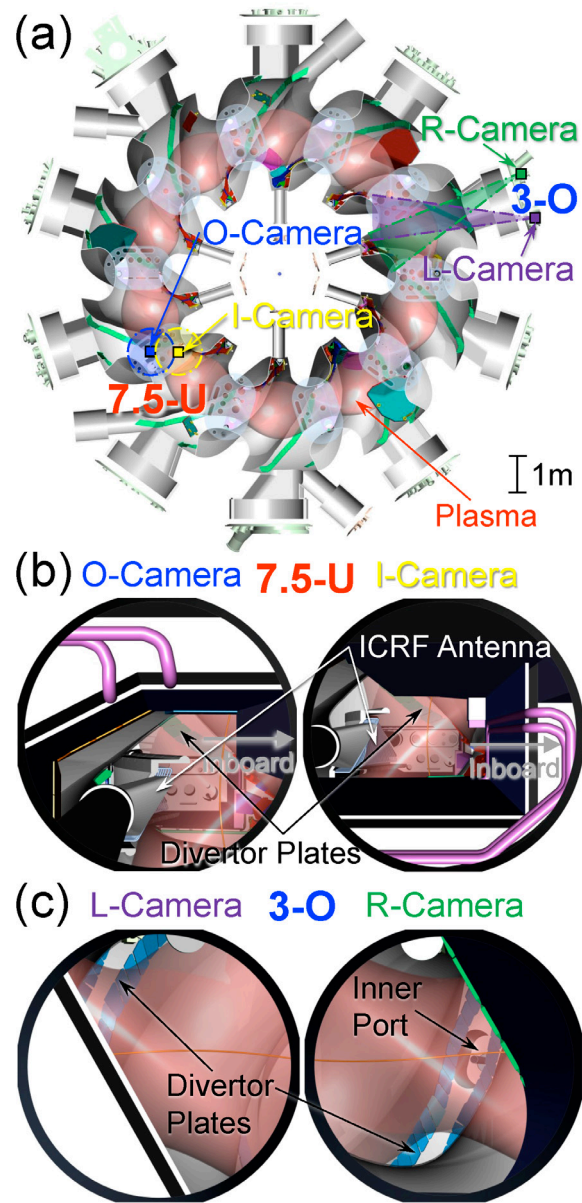 (a)
R-Camera
3-O
O-Camera
L-Camera
I-Camera
7.5-U
1m
Plasma
(b) O-Camera 7.5-U I-Camera
ICRF Antenna
Inboard
Inboard
Divertor Plates
(c) L-Camera 3-O R-Camera
Inner
Port
Divertor
Plates